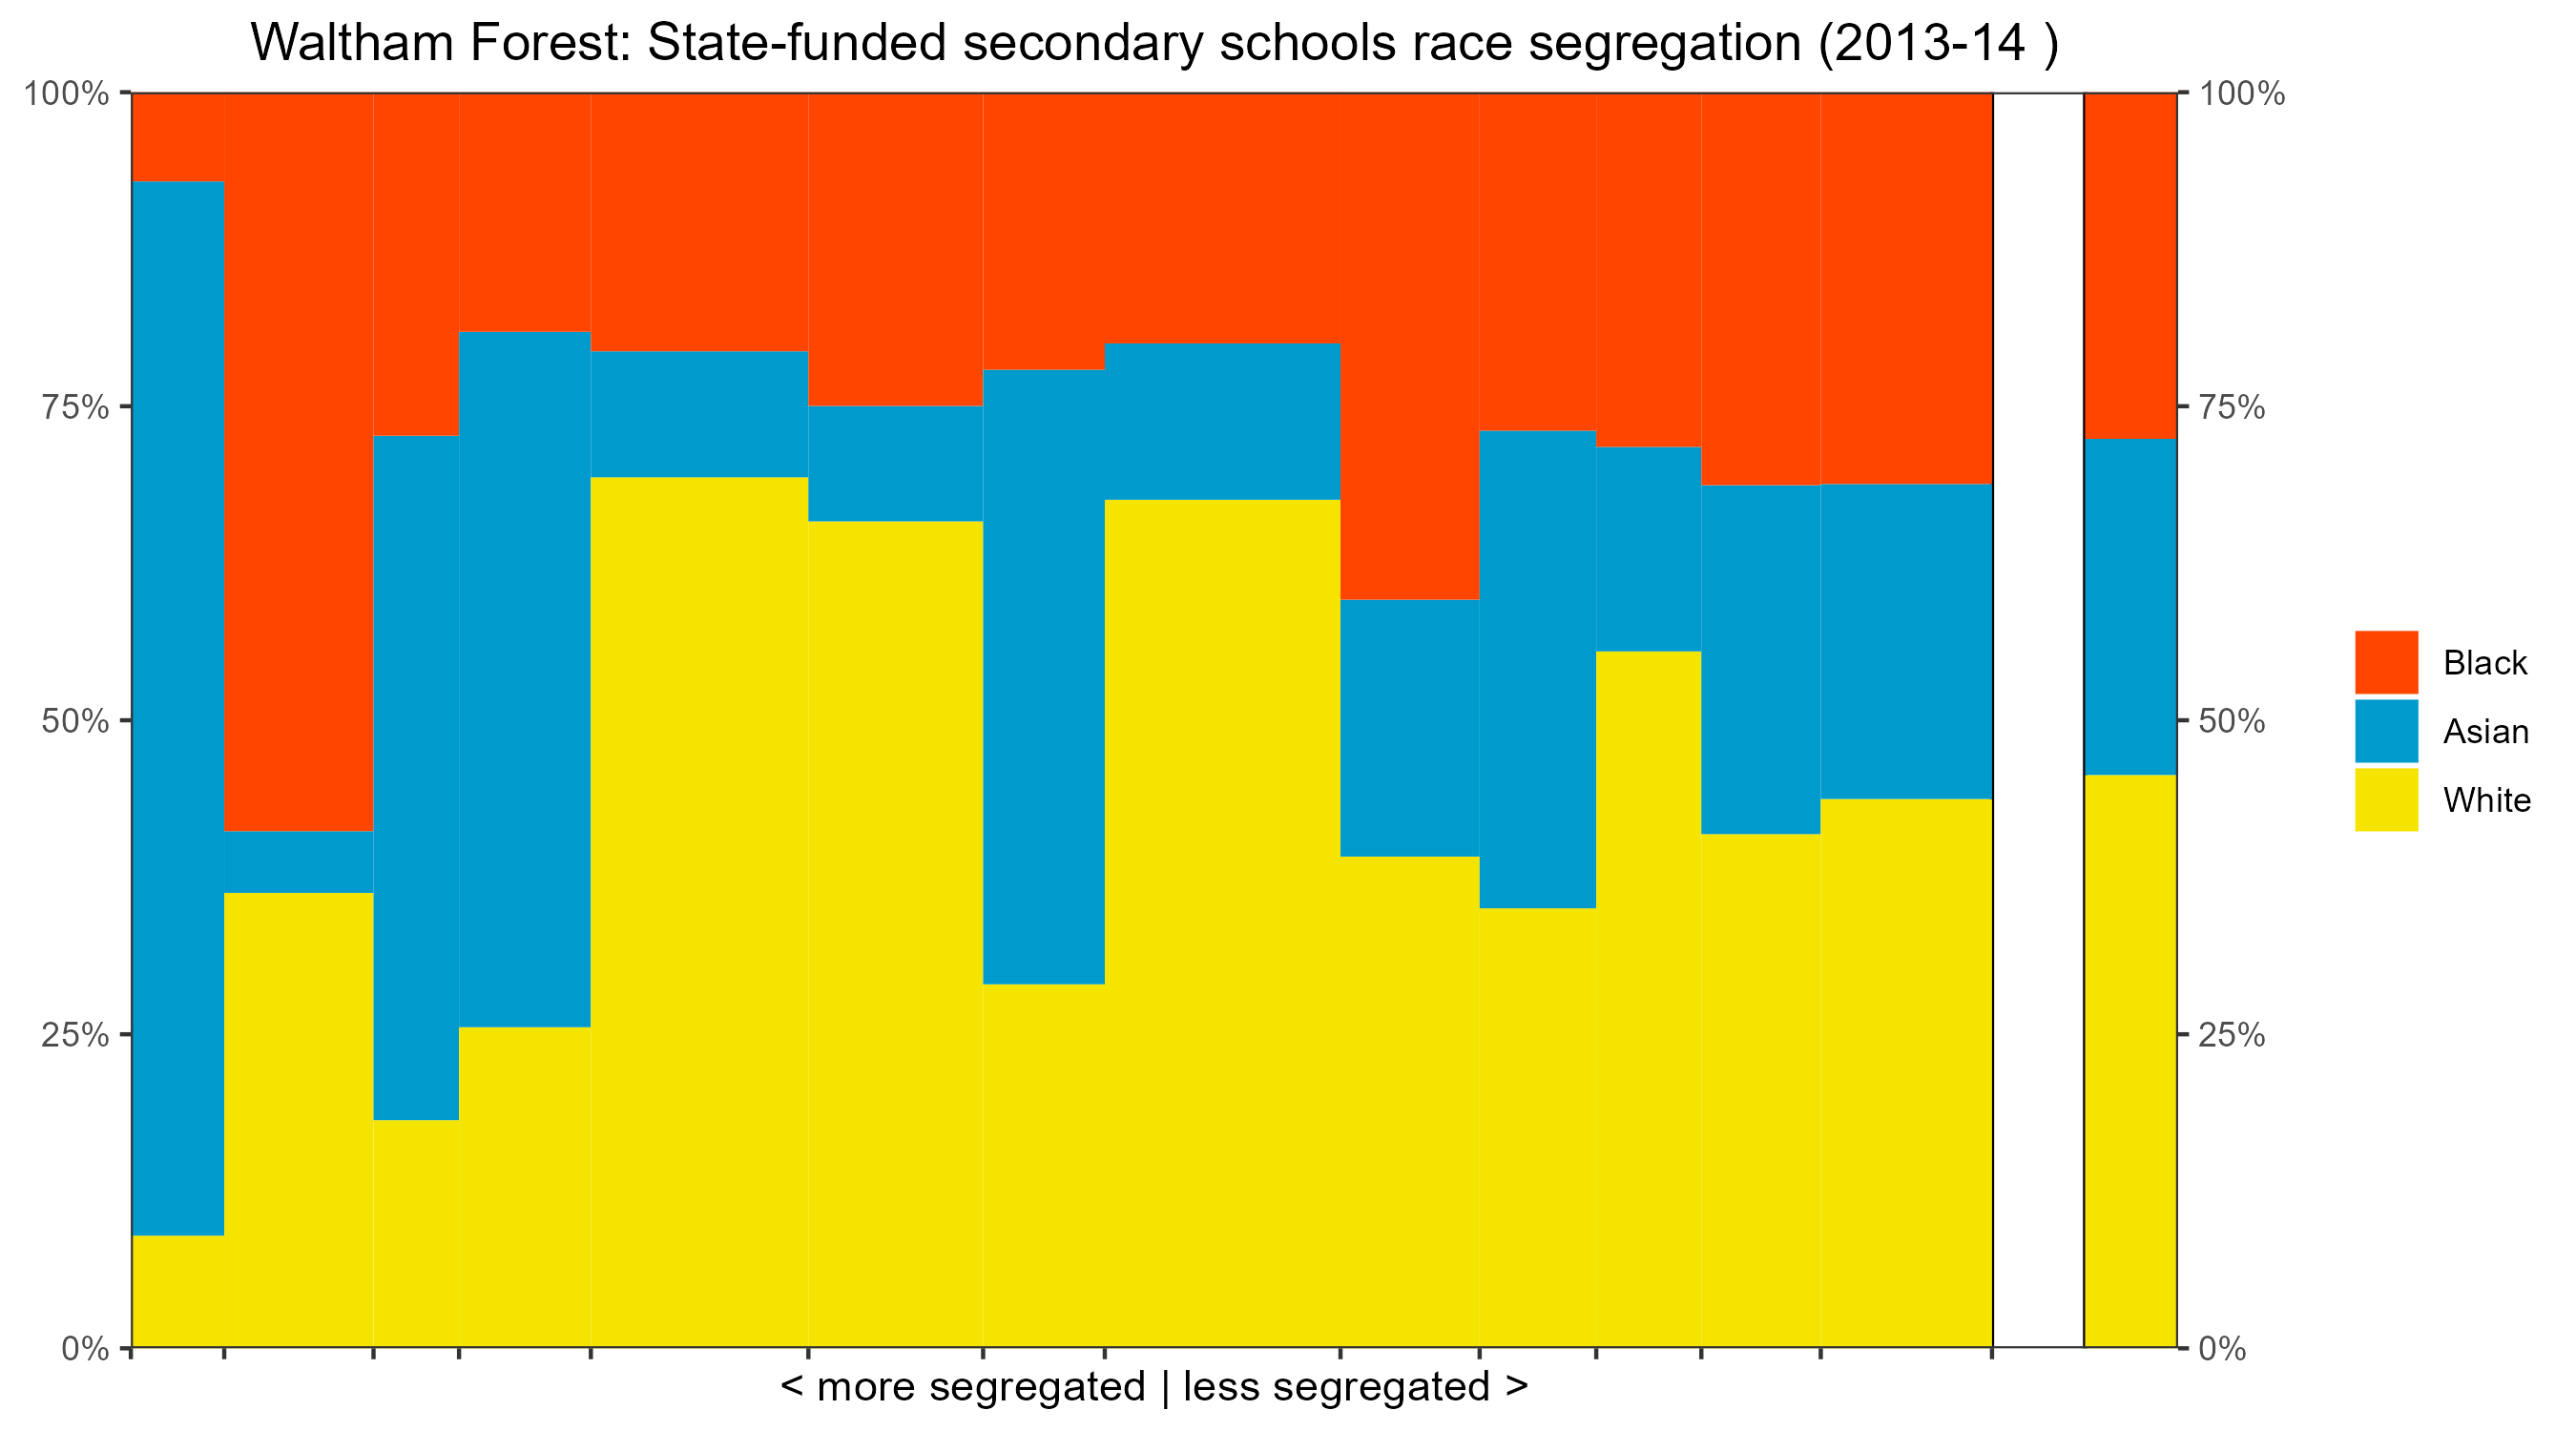 Waltham Forest: State-funded secondary schools race segregation (2013-14 )
100%
75%
50%
25%
0%
100%
75%
50%
25%
0%
Black
Asian
White
< more segregated | less segregated >